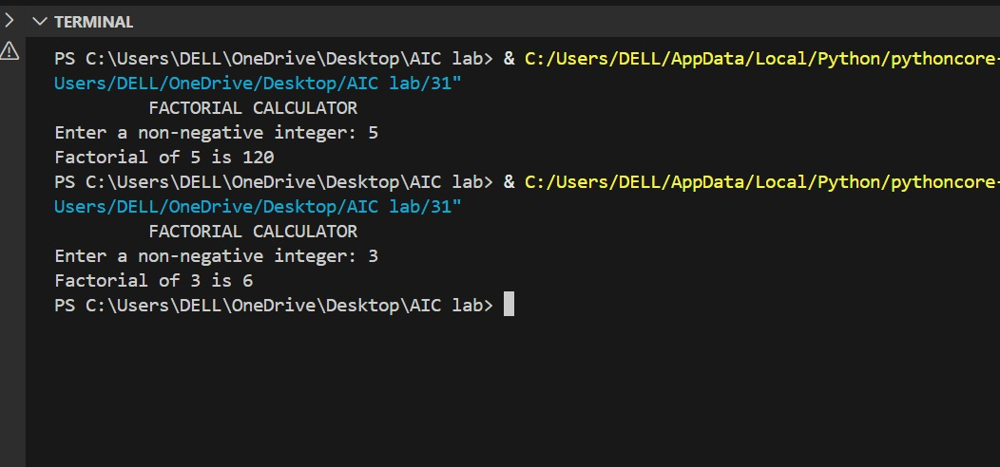 TERMINAL
PS C:\Users\DELL\OneDrive\Desktop\AIC lab> & C:/Users/DELL/AppData/Local/Python/pythoncore-
Users/DELL/OneDrive/Desktop/AIC lab/31"
FACTORIAL CALCULATOR
Enter a non-negative integer: 5
Factorial of 5 is 120
PS C:\Users\DELL\OneDrive\Desktop\AIC lab> & C:/Users/DELL/AppData/Local/Python/pythoncore-
Users/DELL/OneDrive/Desktop/AIC lab/31"
FACTORIAL CALCULATOR
Enter a non-negative integer: 3
Factorial of 3 is 6
PS C:\Users\DELL\OneDrive\Desktop\AIC lab>